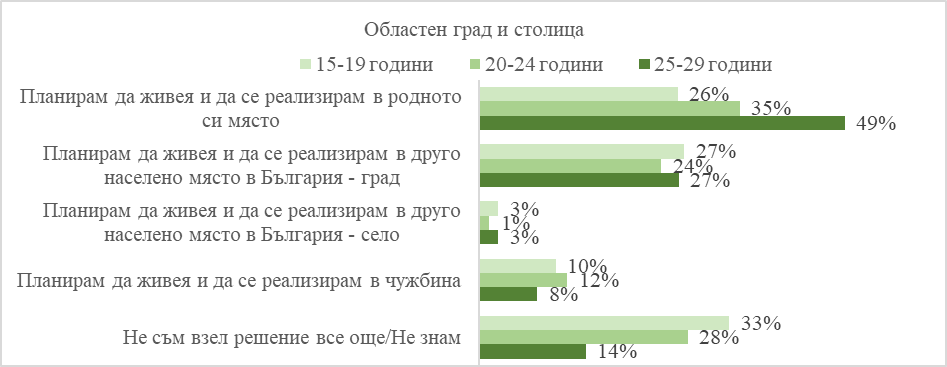 Областен град и столица
15-19 години 20-24 години 25-29 години
Планирам да живея и да се реализирам в родното
си място
26%
35%
49%
Планирам да живея и да се реализирам в друго
населено място в България - град
27%
24%
27%
Планирам да живея и да се реализирам в друго
населено място в България - село
3%
1%
3%
Планирам да живея и да се реализирам в чужбина
10%
12%
8%
Не съм взел решение все още/Не знам
33%
28%
14%